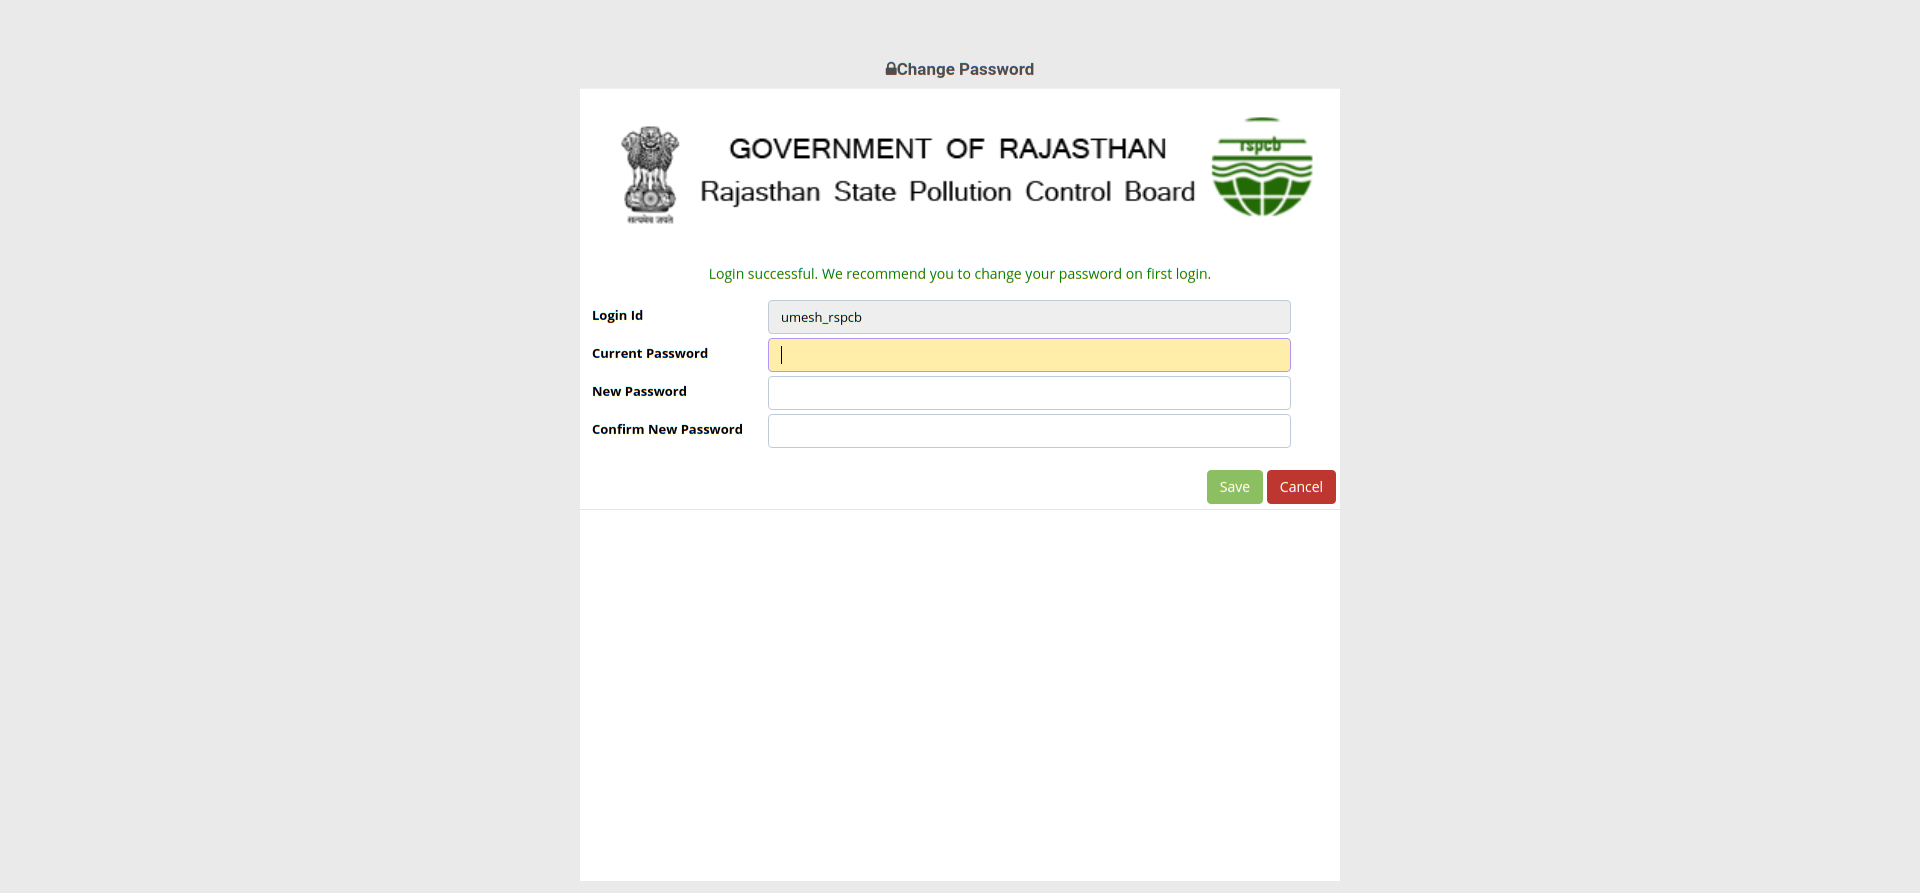 Change Password
GOVERNMENT OF RAJASTHAN
Rajasthan State Pollution Control Board
सत्यमेव जयते
rspcb
Login successful. We recommend you to change your password on first login.
Login Id
umesh_rspcb
Current Password
New Password
Confirm New Password
Save Cancel